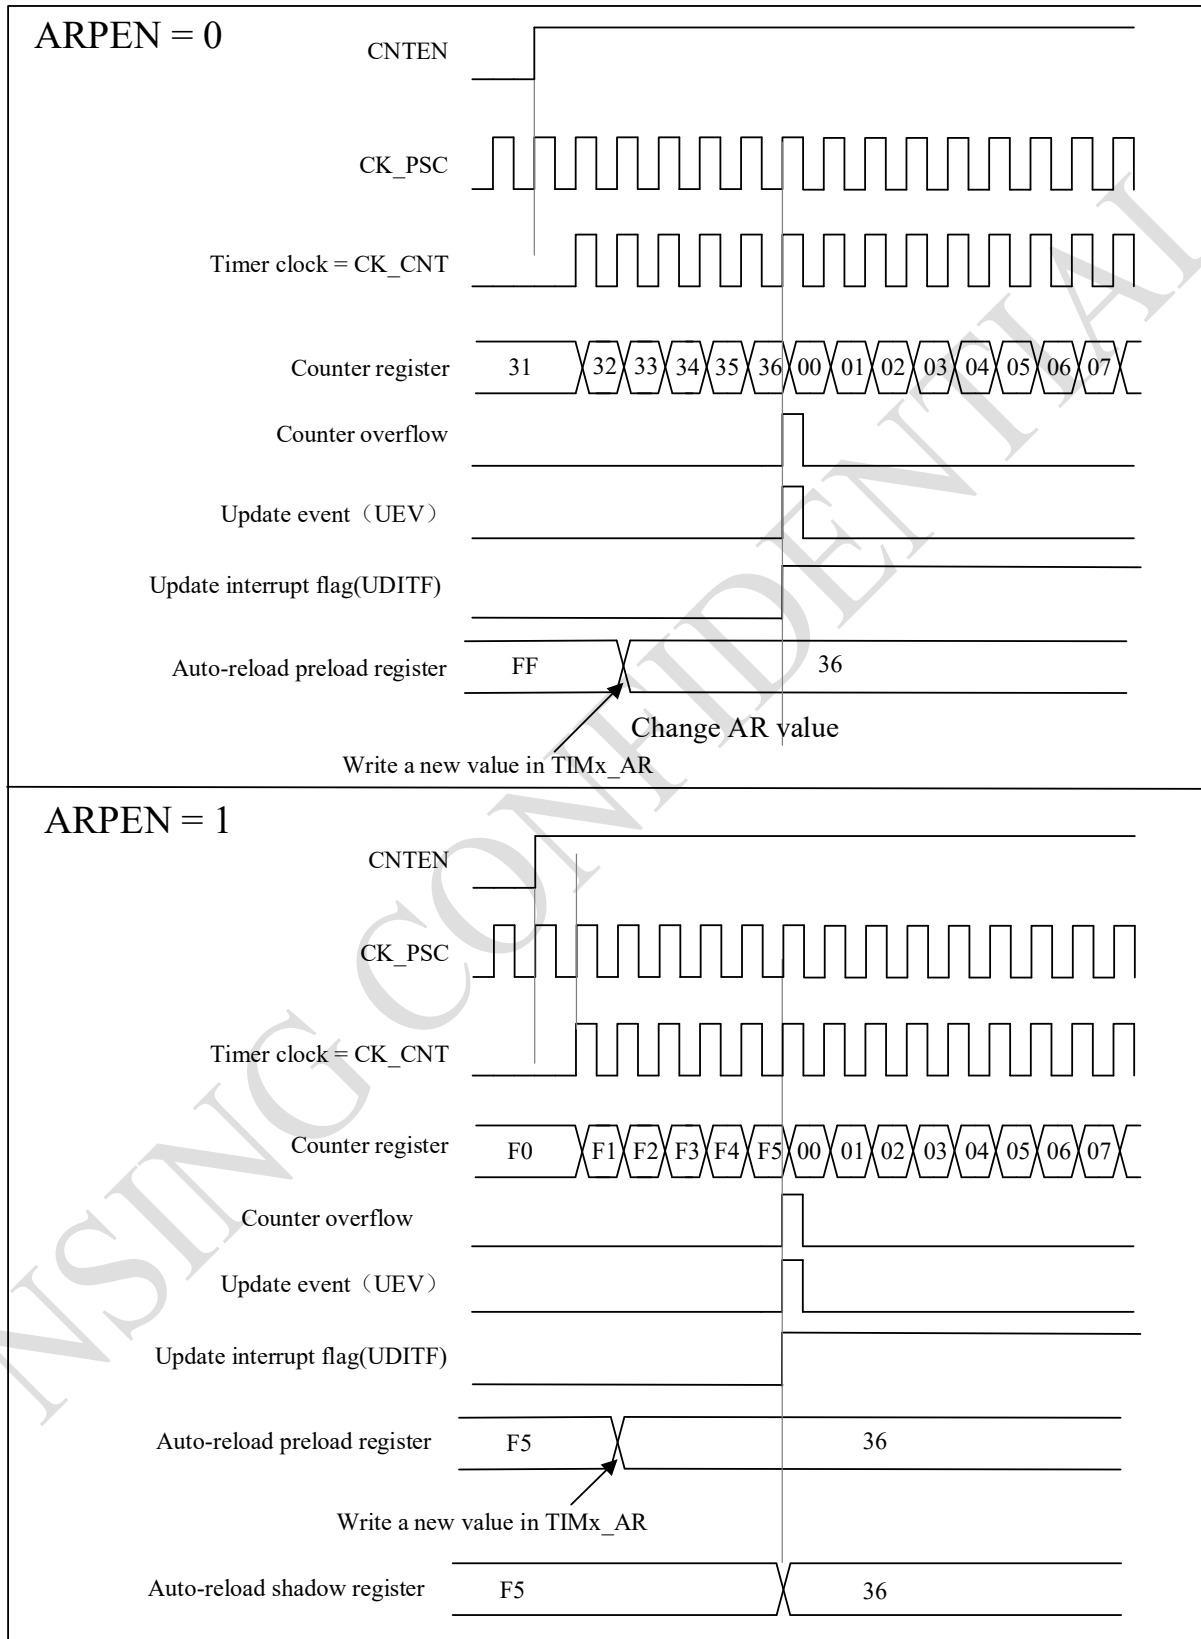 ARPEN = 0
CNTEN
CK_PSC
Timer clock = CK_CNT
Counter register 31 32 33 34 35 36 00 01 02 03 04 05 06 07
Counter overflow
Update event（UEV）
Update interrupt flag(UDITF)
Auto-reload preload register FF 36
Change AR value
Write a new value in TIMx_AR
ARPEN = 1
CNTEN
CK_PSC
Timer clock = CK_CNT
Counter register F0 F1 F2 F3 F4 F5 00 01 02 03 04 05 06 07
Counter overflow
Update event（UEV）
Update interrupt flag(UDITF)
Auto-reload preload register F5 36
Write a new value in TIMx_AR
Auto-reload shadow register F5 36
NSING CONFIDENTIAL